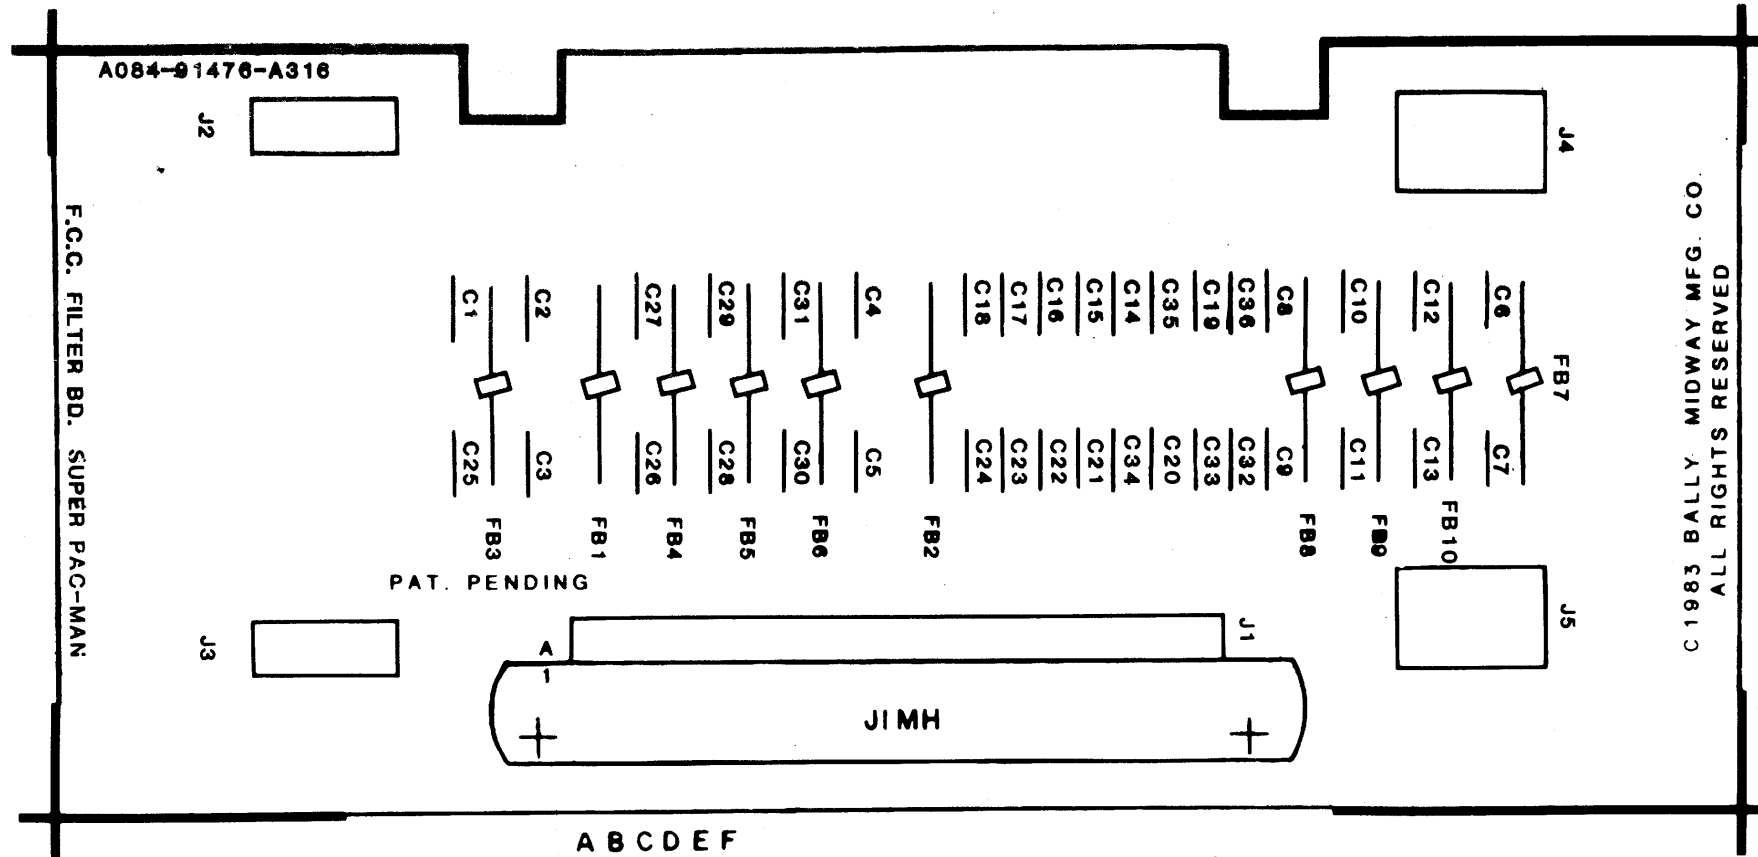 A084-91476-A316
J2
J4
F.C.C. FILTER BD. SUPER PAC-MAN
C1983 BALLY MIDWAY MFG. CO.
ALL RIGHTS RESERVED
C1
C2
C27
C29
C31
C4
C18
C17
C16
C15
C14
C35
C19
C36
C8
C10
C12
C6
FB7
C25
C3
C26
C28
C30
C5
C24
C23
C22
C21
C34
C20
C33
C32
C9
C11
C13
C7
FB3
FB1
FB4
FB5
FB6
FB2
FB8
FB9
FB10
PAT. PENDING
J3
A
1
J1
J5
J1MH
A B C D E F